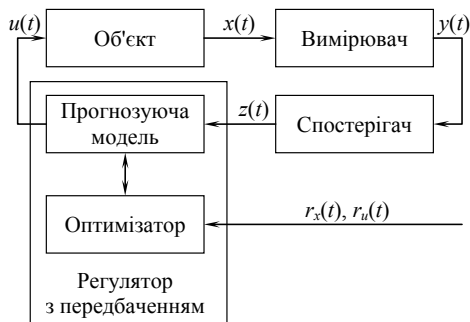 u(t) Об'єкт x(t) Вимірювач y(t)
Прогнозуюча
модель
z(t) Спостерігач
Оптимізатор
rx(t), ru(t)
Регулятор
з передбаченням